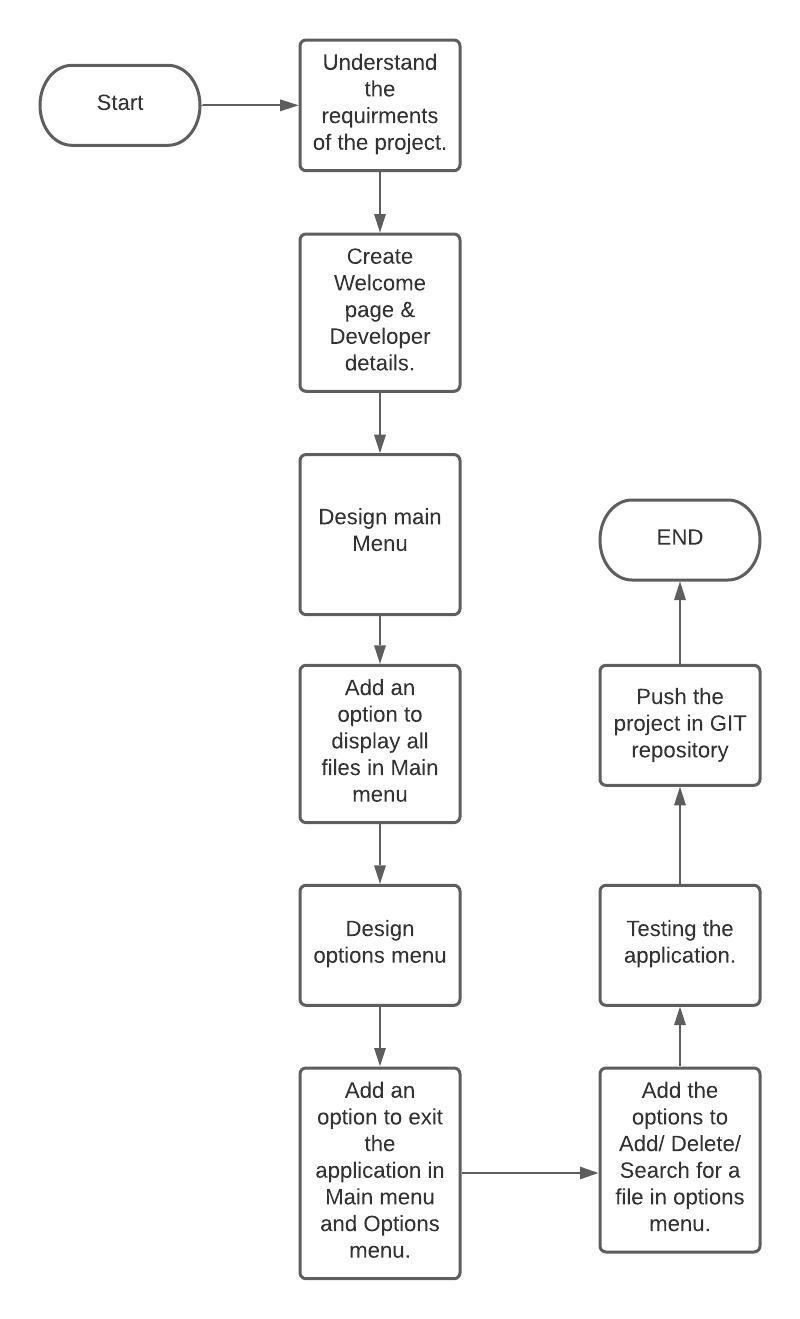 Start
Understand
the
requirments
of the project.
Create
Welcome
page &
Developer
details.
Design main
Menu
Add an
option to
display all
files in Main
menu
Design
options menu
Add an
option to exit
the
application in
Main menu
and Options
menu.
Add the
options to
Add/ Delete/
Search for a
file in options
menu.
Testing the
application.
Push the
project in GIT
repository
END